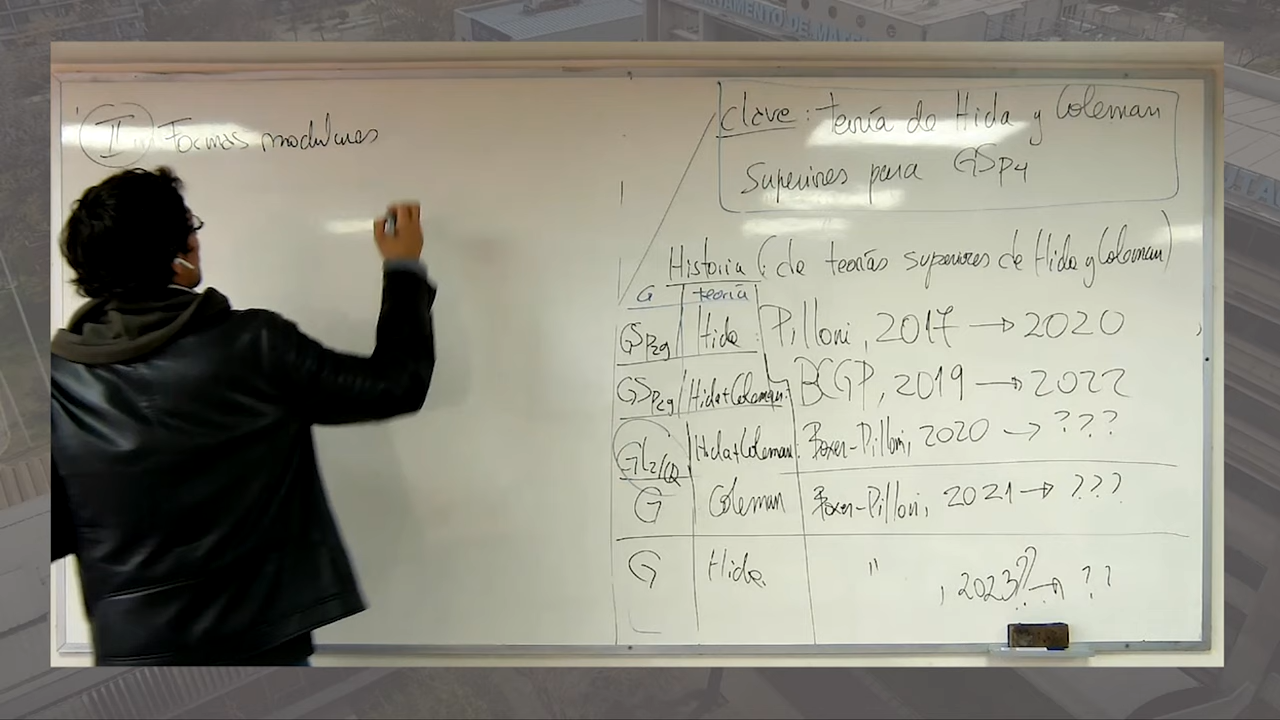 II Formas modulares
Clave: teoría de Hida y Coleman
Superiores para GSp4
Historia (de teorías superiores de Hida y Coleman)
G teoría
GSp2g Hida: Pilloni, 2017 → 2020
GSp2g Hida+Coleman: BCGP, 2019 → 2022
GL2/Q Hida+Coleman: Boxer-Pilloni, 2020 → ???
G Coleman Boxer-Pilloni, 2021 → ???
G Hida " , 2023?? → ??